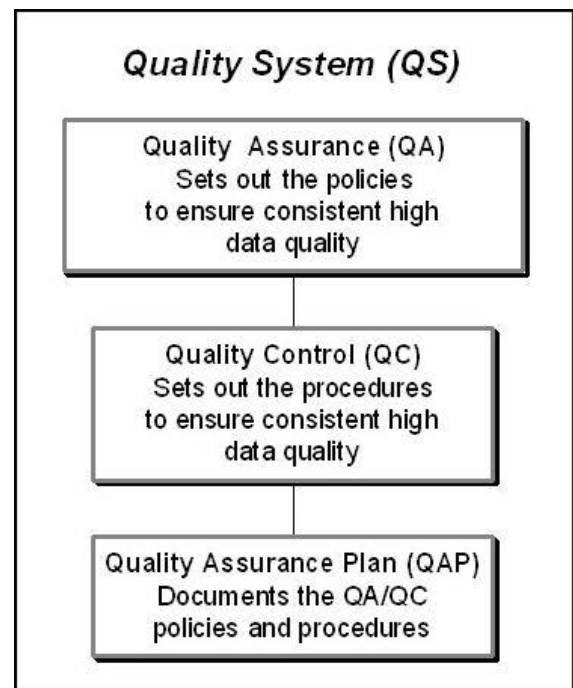 Quality System (QS)
Quality Assurance (QA)
Sets out the policies
to ensure consistent high
data quality
Quality Control (QC)
Sets out the procedures
to ensure consistent high
data quality
Quality Assurance Plan (QAP)
Documents the QA/QC
policies and procedures